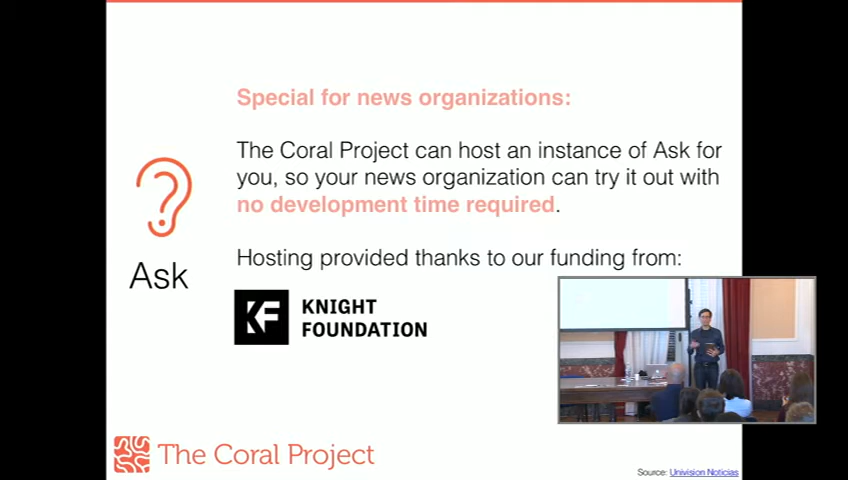 Special for news organizations:
The Coral Project can host an instance of Ask for
you, so your news organization can try it out with
no development time required.
Ask
Hosting provided thanks to our funding from:
KF
KNIGHT
FOUNDATION
The Coral Project
Source: Univision Noticias